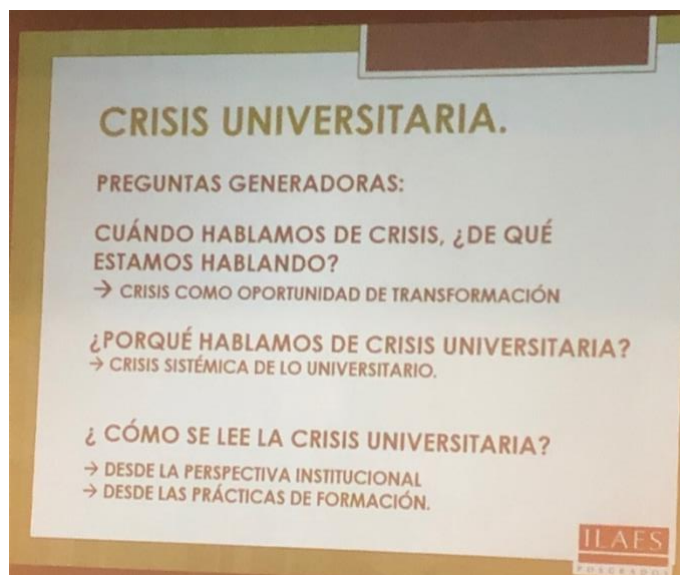 CRISIS UNIVERSITARIA.
PREGUNTAS GENERADORAS:
CUÁNDO HABLAMOS DE CRISIS, ¿DE QUÉ
ESTAMOS HABLANDO?
→ CRISIS COMO OPORTUNIDAD DE TRANSFORMACIÓN
¿PORQUÉ HABLAMOS DE CRISIS UNIVERSITARIA?
→ CRISIS SISTÉMICA DE LO UNIVERSITARIO.
¿ CÓMO SE LEE LA CRISIS UNIVERSITARIA?
→ DESDE LA PERSPECTIVA INSTITUCIONAL
→ DESDE LAS PRÁCTICAS DE FORMACIÓN.
ILAES
POSGRADOS